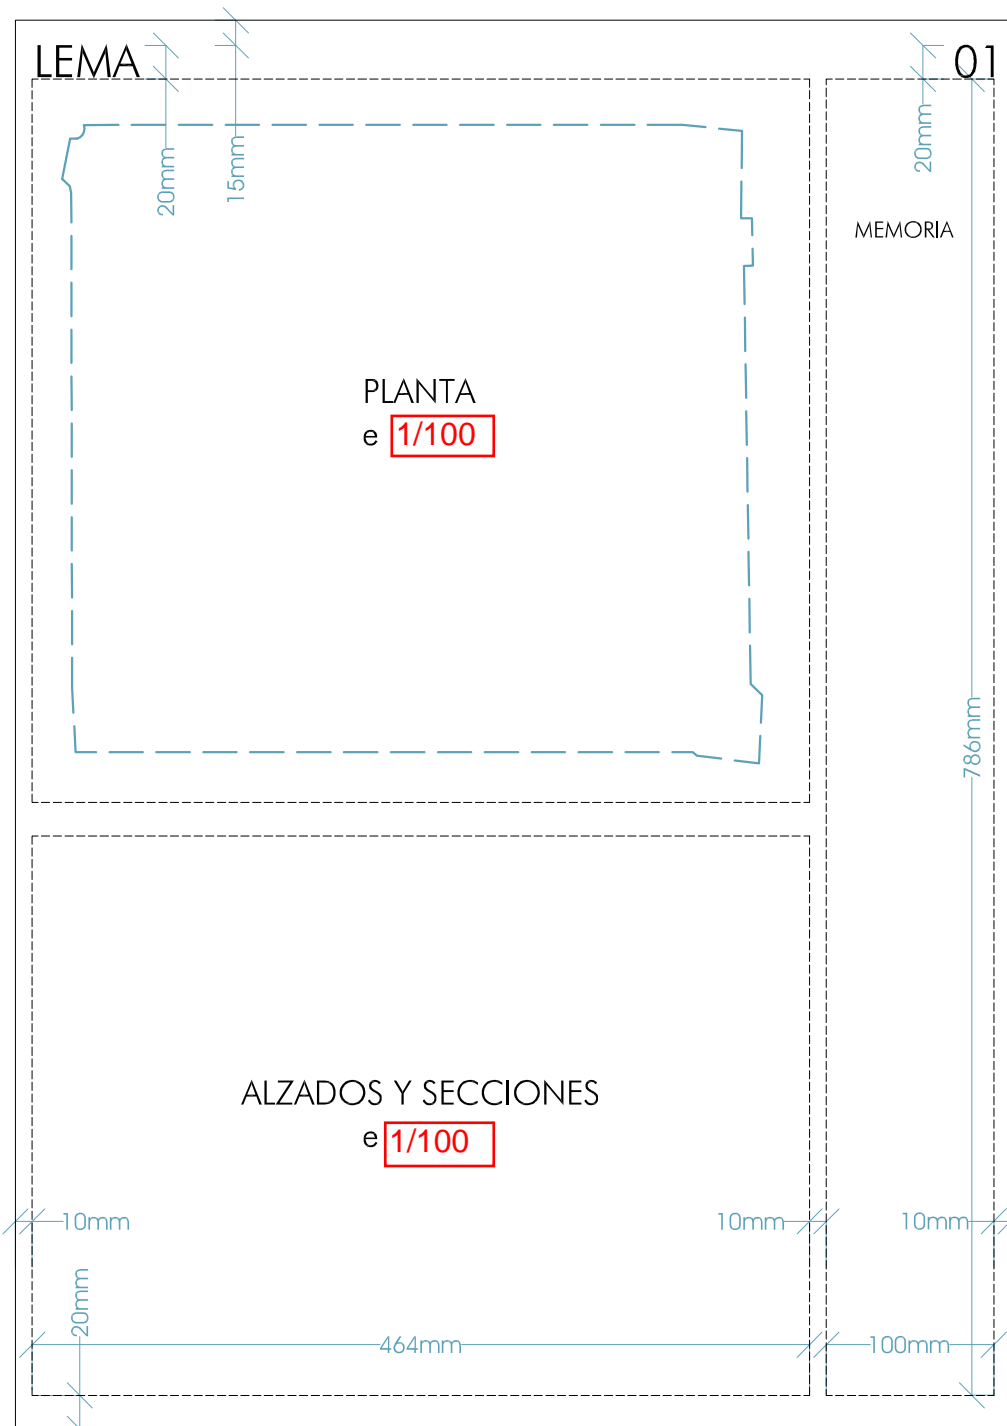 LEMA
01
20mm
15mm
20mm
MEMORIA
PLANTA
e 1/100
786mm
ALZADOS Y SECCIONES
e 1/100
10mm
10mm
10mm
20mm
464mm
100mm